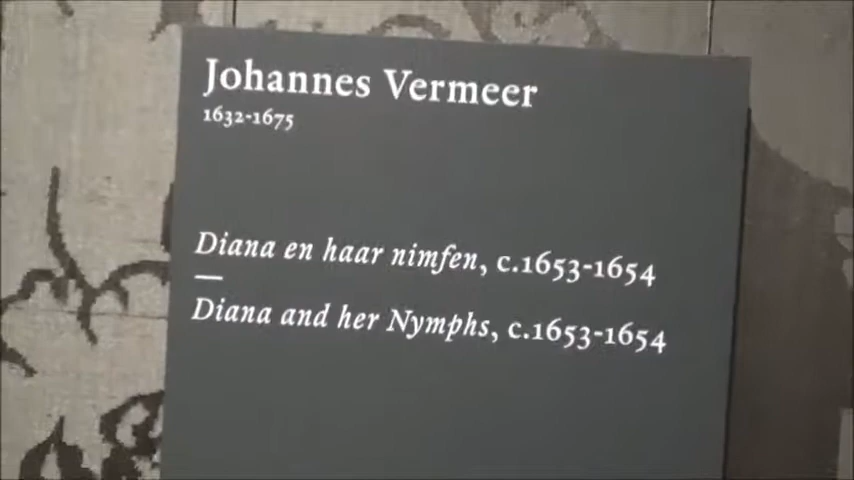 Johannes Vermeer
1632-1675
Diana en haar nimfen, c.1653-1654
—
Diana and her Nymphs, c.1653-1654